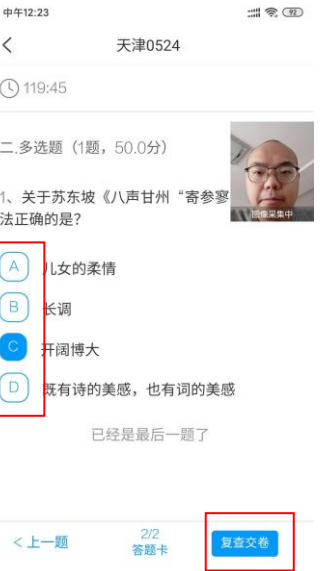 中午12:23
92
天津0524
119:45
二.多选题（1题，50.0分）
1、关于苏东坡《八声甘州“寄参寥
法正确的是？
图像采集中
A 儿女的柔情
B 长调
C 开阔博大
D 既有诗的美感，也有词的美感
已经是最后一题了
<上一题
2/2
答题卡
复查交卷